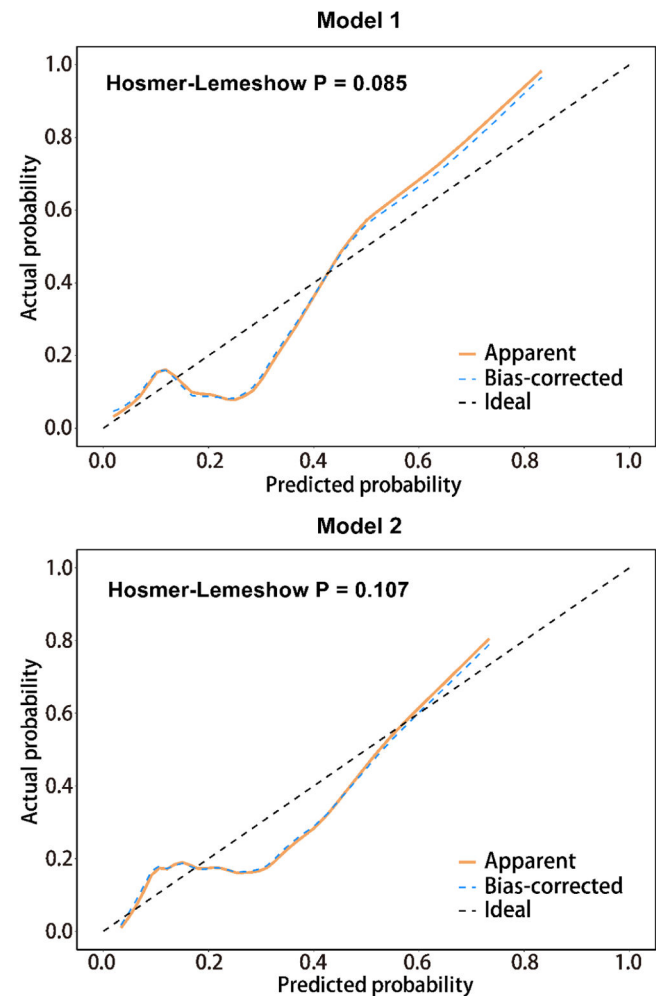 Model 1
Hosmer-Lemeshow P = 0.085
Actual probability
1.0
0.8
0.6
0.4
0.2
0.0
Apparent
Bias-corrected
Ideal
0.0 0.2 0.4 0.6 0.8 1.0
Predicted probability
Model 2
Hosmer-Lemeshow P = 0.107
Actual probability
1.0
0.8
0.6
0.4
0.2
0.0
Apparent
Bias-corrected
Ideal
0.0 0.2 0.4 0.6 0.8 1.0
Predicted probability